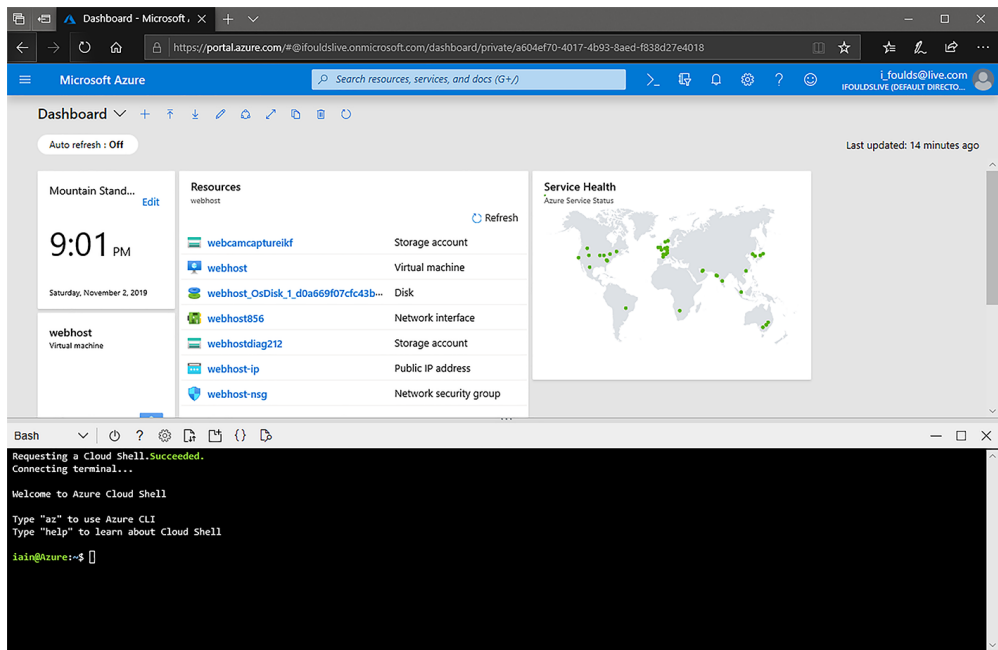 Dashboard - Microsoft A
https://portal.azure.com/#@ifouldslive.onmicrosoft.com/dashboard/private/a604ef70-4017-4b93-8aed-f838d27e4018
Microsoft Azure
Search resources, services, and docs (G+/)
i_foulds@live.com
IFOULDSLIVE (DEFAULT DIRECTO...
Dashboard
Auto refresh : Off
Last updated: 14 minutes ago
Mountain Stand...
Edit
9:01 PM
Saturday, November 2, 2019
webhost
Virtual machine
Resources
webhost
Refresh
webcamcaptureikf Storage account
webhost Virtual machine
webhost_OsDisk_1_d0a669f07cfc43b... Disk
webhost856 Network interface
webhostdiag212 Storage account
webhost-ip Public IP address
webhost-nsg Network security group
Service Health
Azure Service Status
Bash
Requesting a Cloud Shell.Succeeded.
Connecting terminal...
Welcome to Azure Cloud Shell
Type "az" to use Azure CLI
Type "help" to learn about Cloud Shell
iain@Azure:~$